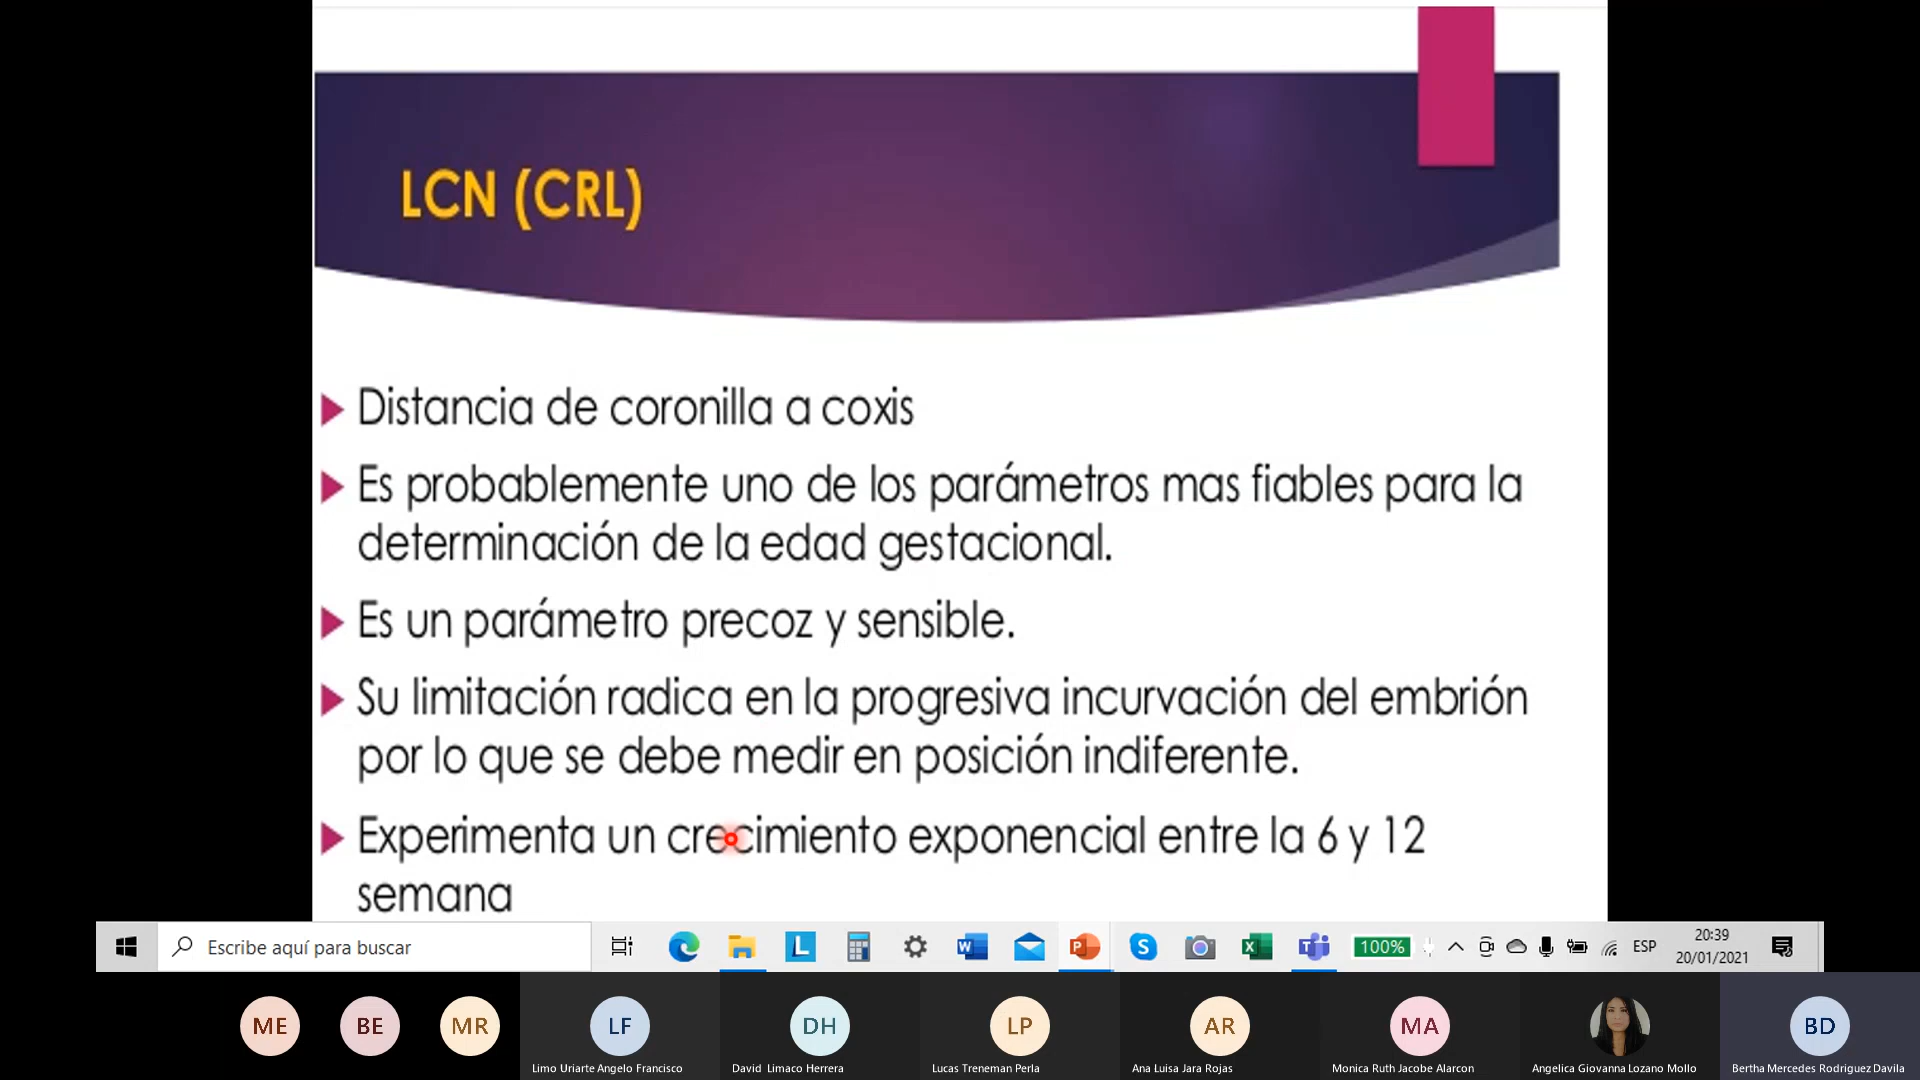 LCN (CRL)
Distancia de coronilla a coxis
Es probablemente uno de los parámetros mas fiables para la
determinación de la edad gestacional.
Es un parámetro precoz y sensible.
Su limitación radica en la progresiva incurvación del embrión
por lo que se debe medir en posición indiferente.
Experimenta un crecimiento exponencial entre la 6 y 12
semana
Escribe aquí para buscar
100%
ESP
20:39
20/01/2021
ME
BE
MR
LF
DH
LP
AR
MA
BD
Limo Uriarte Angelo Francisco
David Limaco Herrera
Lucas Treneman Perla
Ana Luisa Jara Rojas
Monica Ruth Jacobe Alarcon
Angelica Giovanna Lozano Mollo
Bertha Mercedes Rodriguez Davila